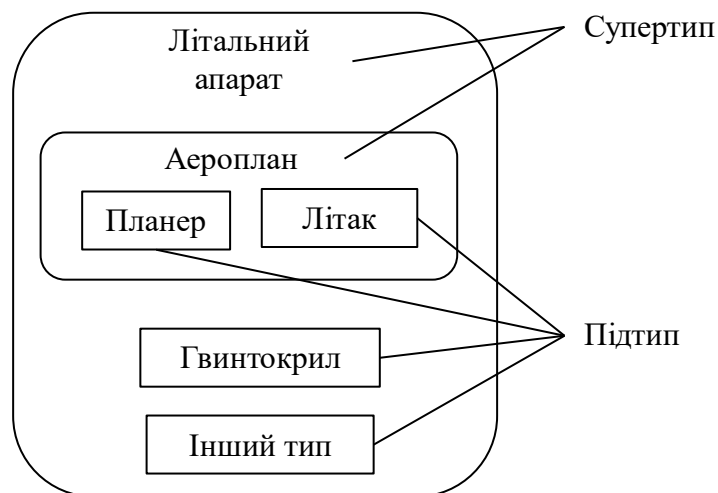 Літальний
апарат
Супертип
Аероплан
Планер
Літак
Гвинтокрил
Підтип
Інший тип